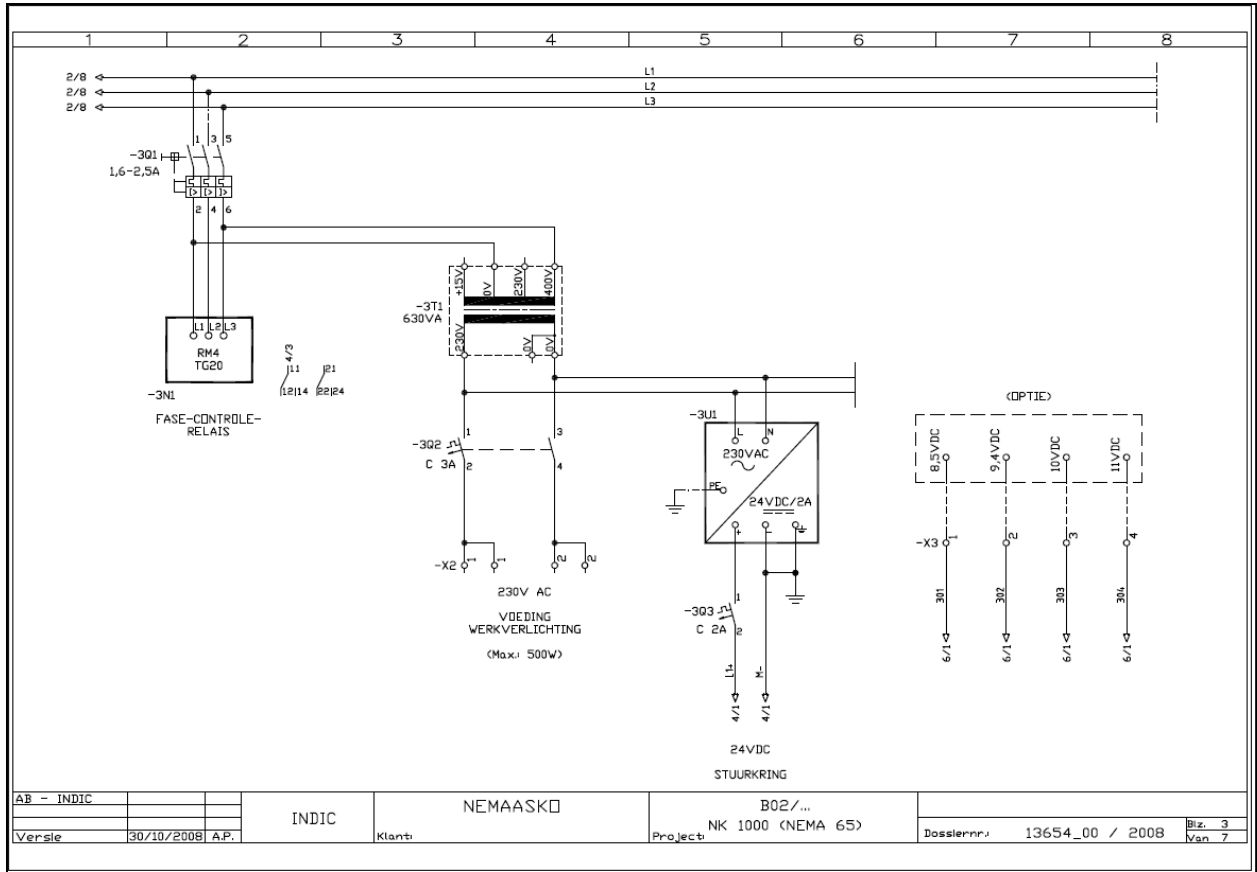 1 2 3 4 5 6 7 8
2/8 L1
2/8 L2
2/8 L3
1 3 5
-3Q1
1,6-2,5A
I> I> I>
2 4 6
+15V 0V 230V 400V
-3T1
630VA
230V 0V 0V
L1 L2 L3
RM4
TG20
-3N1
4/3
11 21
12|14 22|24
FASE-CONTROLE-
RELAIS
1 3
-3Q2
C 3A
2 4
-X2 1 1 2 2
230V AC
VOEDING
WERKVERLICHTING
(Max.: 500W)
-3U1
L N
230VAC
PE
24VDC/2A
+ -
1
-3Q3
C 2A
2
L1+ M-
4/1 4/1
24VDC
STUURKRING
(OPTIE)
8,5VDC 9,4VDC 10VDC 11VDC
-X3 1 2 3 4
301 302 303 304
6/1 6/1 6/1 6/1
AB - INDIC
Versie 30/10/2008 A.P.
INDIC
NEMAASKO
Klant:
B02/...
NK 1000 (NEMA 65)
Project:
Dossiernr.: 13654_00 / 2008
Blz. 3
Van 7